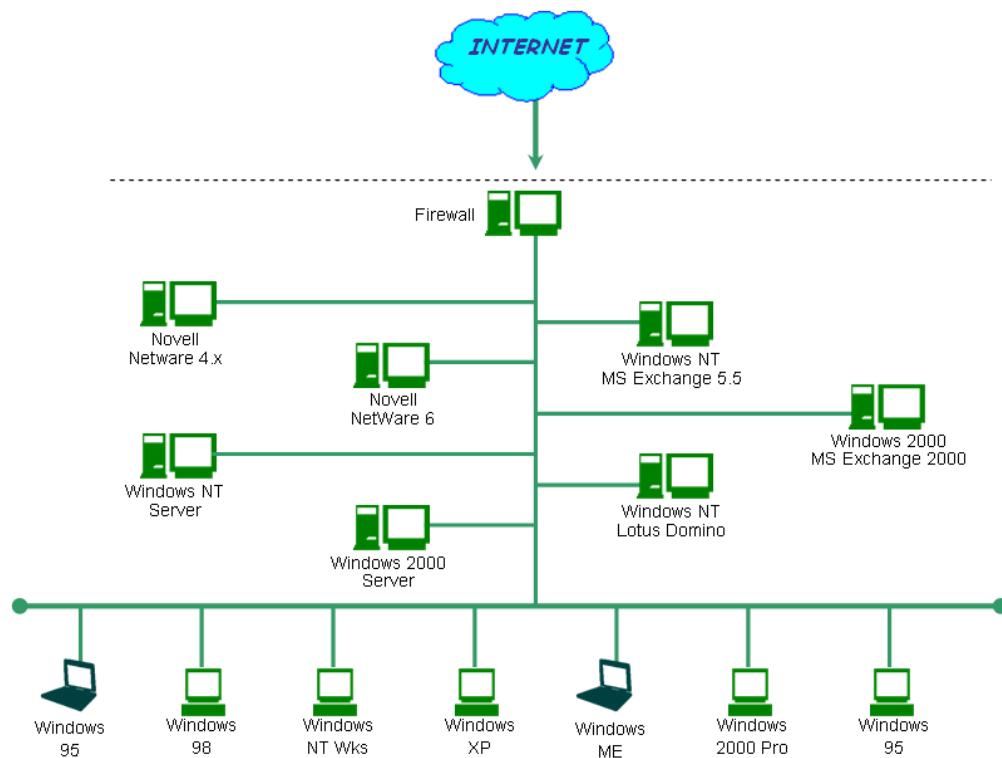 INTERNET
Firewall
Novell
Netware 4.x
Windows NT
MS Exchange 5.5
Novell
NetWare 6
Windows 2000
MS Exchange 2000
Windows NT
Server
Windows NT
Lotus Domino
Windows 2000
Server
Windows
95
Windows
98
Windows
NT Wks
Windows
XP
Windows
ME
Windows
2000 Pro
Windows
95